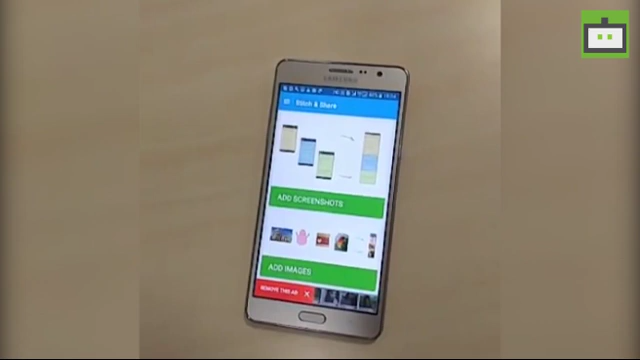 SAMSUNG
Stitch & Share
ADD SCREENSHOTS
ADD IMAGES
REMOVE THIS AD X